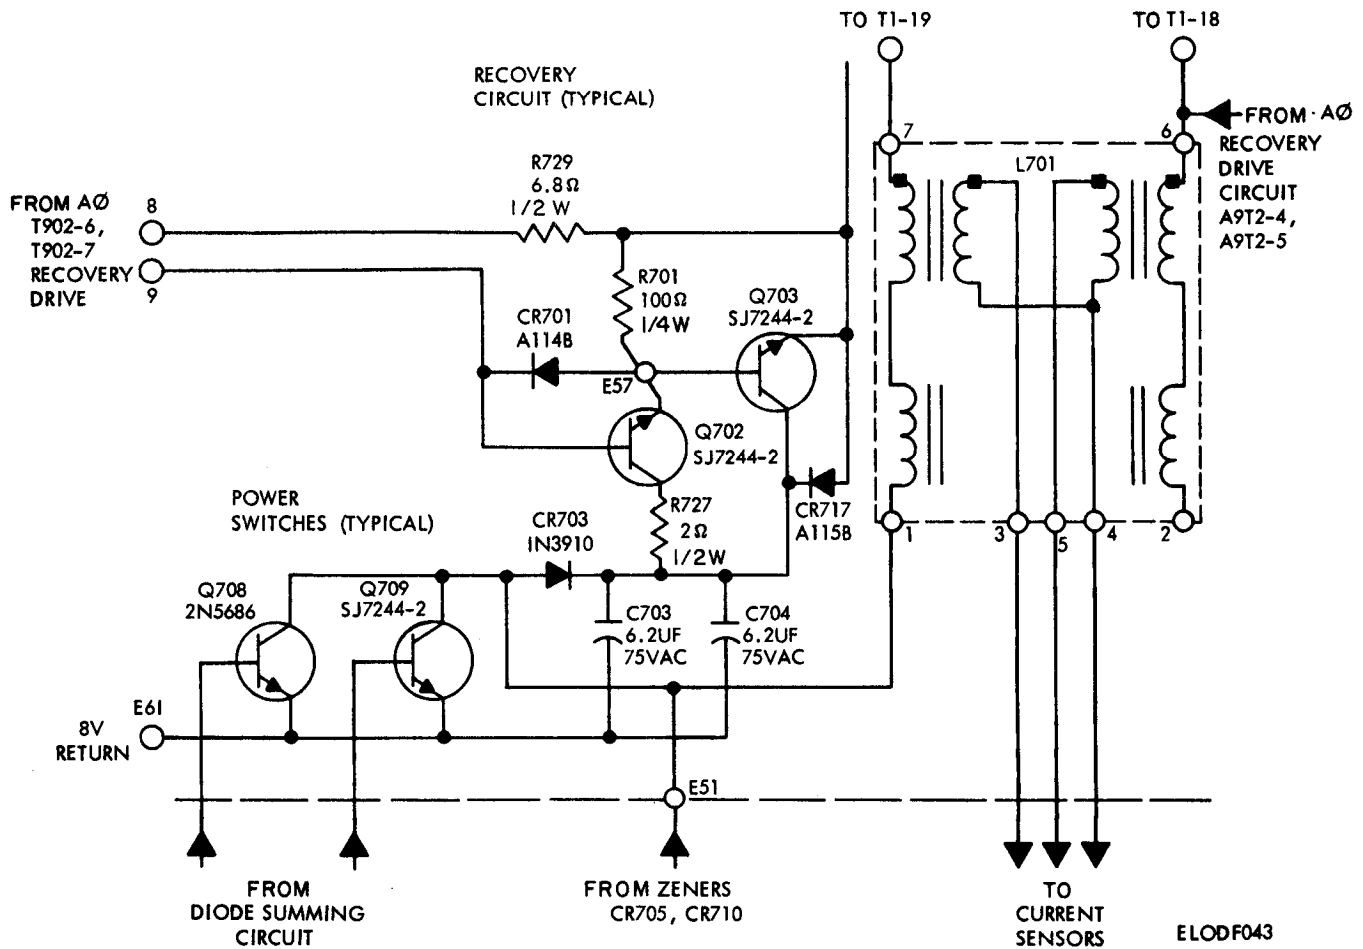 TO T1-19
TO T1-18
RECOVERY
CIRCUIT (TYPICAL)
FROM AØ
RECOVERY
DRIVE
CIRCUIT
A9T2-4,
A9T2-5
7
6
L701
R729
6.8Ω
1/2 W
FROM AØ
T902-6,
T902-7
RECOVERY
DRIVE
8
9
R701
100Ω
1/4W
Q703
SJ7244-2
CR701
A114B
E57
Q702
SJ7244-2
POWER
SWITCHES (TYPICAL)
CR703
IN3910
R727
2Ω
1/2W
CR717
A115B
1
3
5
4
2
Q708
2N5686
Q709
SJ7244-2
C703
6.2UF
75VAC
C704
6.2UF
75VAC
E61
8V
RETURN
E51
FROM
DIODE SUMMING
CIRCUIT
FROM ZENERS
CR705, CR710
TO
CURRENT
SENSORS
ELODF043